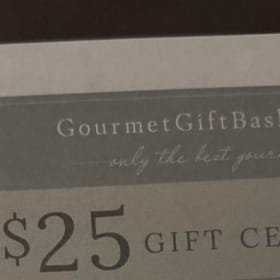 GourmetGiftBas
only the best gour
$25 GIFT CE